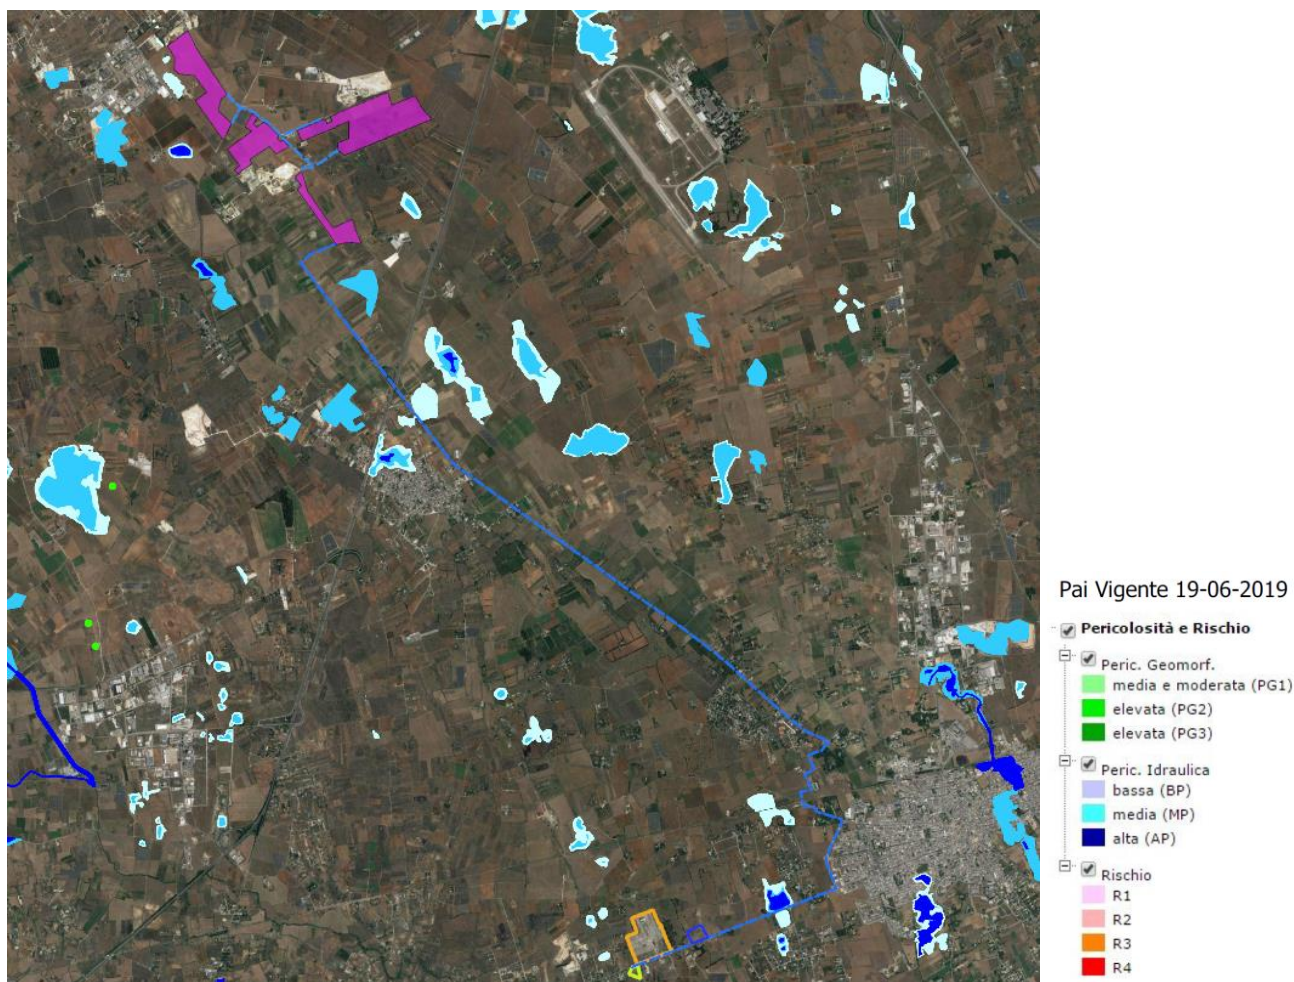 Pai Vigente 19-06-2019
Pericolosità e Rischio
Peric. Geomorf.
media e moderata (PG1)
elevata (PG2)
elevata (PG3)
Peric. Idraulica
bassa (BP)
media (MP)
alta (AP)
Rischio
R1
R2
R3
R4